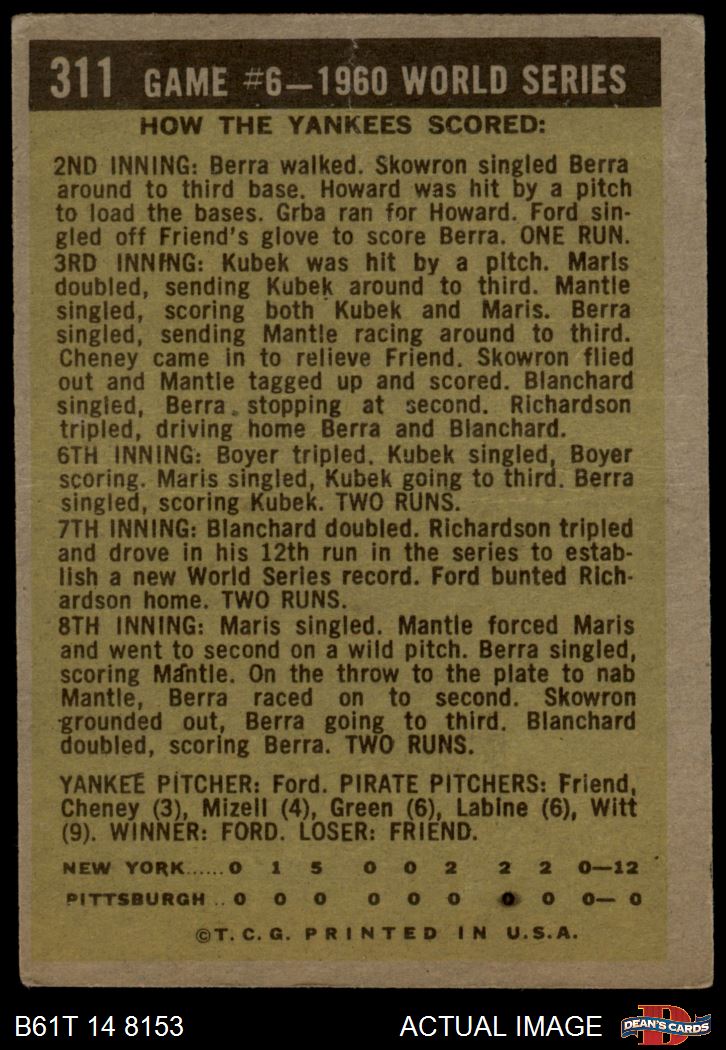 311 GAME #6—1960 WORLD SERIES
HOW THE YANKEES SCORED:
2ND INNING: Berra walked. Skowron singled Berra
around to third base. Howard was hit by a pitch
to load the bases. Grba ran for Howard. Ford sin-
gled off Friend's glove to score Berra. ONE RUN.
3RD INNING: Kubek was hit by a pitch. Maris
doubled, sending Kubek around to third. Mantle
singled, scoring both Kubek and Maris. Berra
singled, sending Mantle racing around to third.
Cheney came in to relieve Friend. Skowron flied
out and Mantle tagged up and scored. Blanchard
singled, Berra stopping at second. Richardson
tripled, driving home Berra and Blanchard.
6TH INNING: Boyer tripled. Kubek singled, Boyer
scoring. Maris singled, Kubek going to third. Berra
singled, scoring Kubek. TWO RUNS.
7TH INNING: Blanchard doubled. Richardson tripled
and drove in his 12th run in the series to estab-
lish a new World Series record. Ford bunted Rich-
ardson home. TWO RUNS.
8TH INNING: Maris singled. Mantle forced Maris
and went to second on a wild pitch. Berra singled,
scoring Mantle. On the throw to the plate to nab
Mantle, Berra raced on to second. Skowron
grounded out, Berra going to third. Blanchard
doubled, scoring Berra. TWO RUNS.
YANKEE PITCHER: Ford. PIRATE PITCHERS: Friend,
Cheney (3), Mizell (4), Green (6), Labine (6), Witt
(9). WINNER: FORD. LOSER: FRIEND.
NEW YORK......0 1 5 0 0 2 2 2 0—12
PITTSBURGH ..0 0 0 0 0 0 0 0 0— 0
©T. C. G. PRINTED IN U.S.A.
B61T 14 8153 ACTUAL IMAGE DEAN'S CARDS